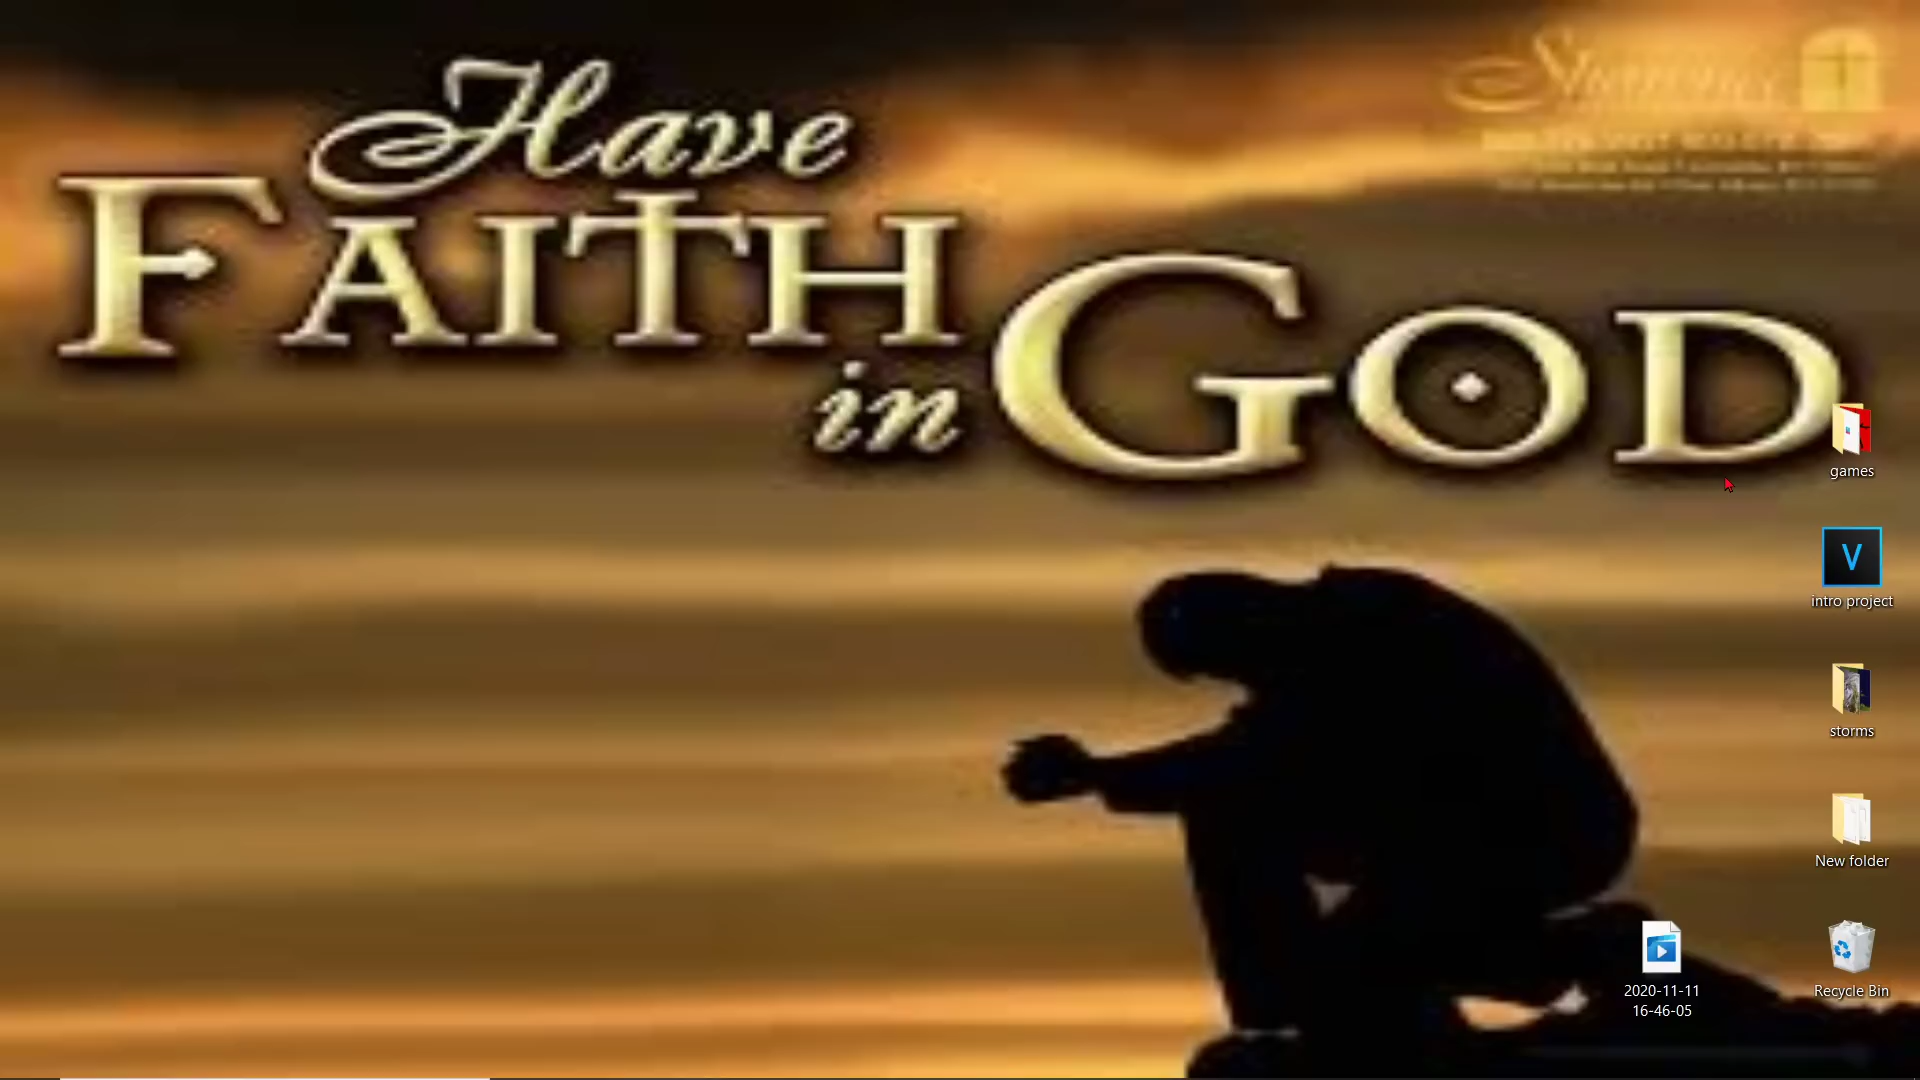 Have
FAITH
in GOD
games
V
intro project
storms
New folder
2020-11-11
16-46-05
Recycle Bin